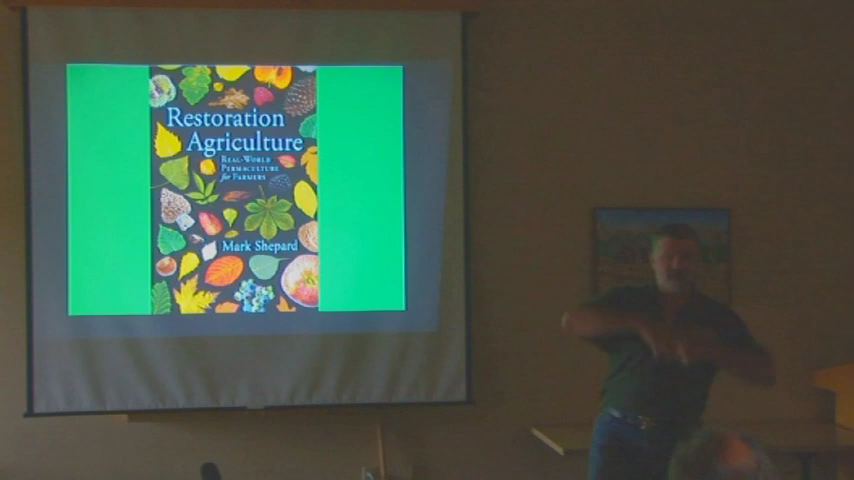 Restoration
Agriculture
REAL-WORLD
PERMACULTURE
for FARMERS
Mark Shepard